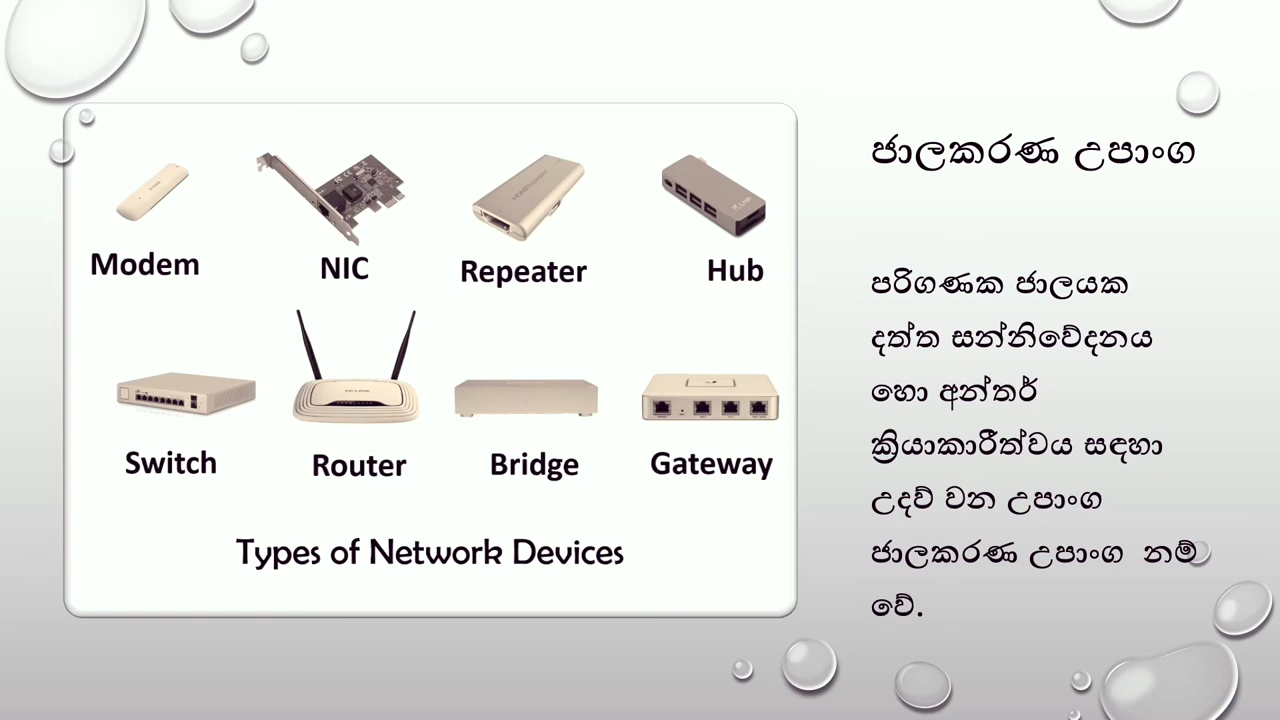 Modem
NIC
Repeater
Hub
Switch
Router
Bridge
Gateway
Types of Network Devices
ජාලකරණ උපාංග
පරිගණක ජාලයක
දත්ත සන්නිවේදනය
හො අන්තර්
ක්‍රියාකාරීත්වය සඳහා
උදව් වන උපාංග
ජාලකරණ උපාංග නම්
වේ.